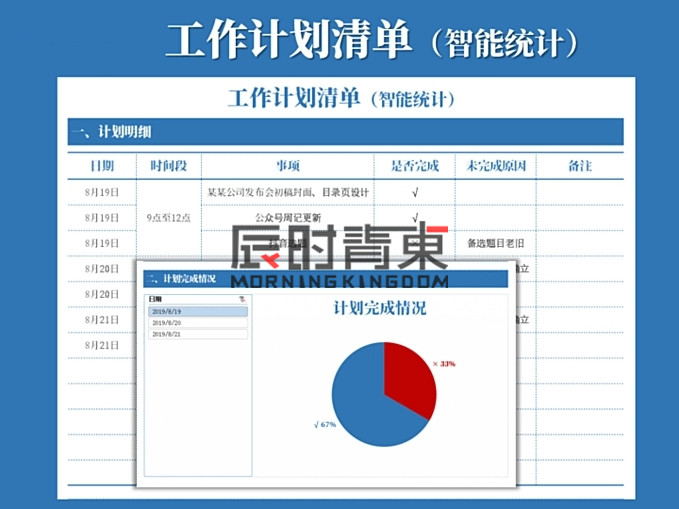 工作计划清单（智能统计）
工作计划清单（智能统计）
一、计划明细
日期 时间段 事项 是否完成 未完成原因 备注
8月19日 某某公司发布会初稿封面、目录页设计 √
8月19日 9点至12点 公众号周记更新 √
8月19日 抖音选题 × 备选题目老旧
MORNINGKINGDOM
8月20日 立
8月20日
8月21日 立
8月21日
二、计划完成情况
日期
2019/8/19
2019/8/20
2019/8/21
计划完成情况
× 33%
√ 67%